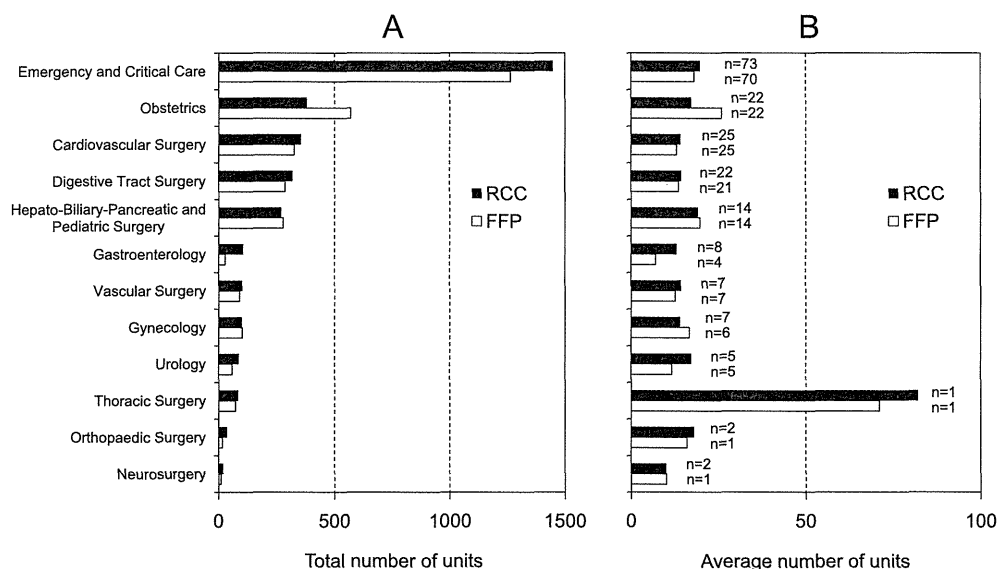 A
B
Emergency and Critical Care
Obstetrics
Cardiovascular Surgery
Digestive Tract Surgery
Hepato-Biliary-Pancreatic and
Pediatric Surgery
Gastroenterology
Vascular Surgery
Gynecology
Urology
Thoracic Surgery
Orthopaedic Surgery
Neurosurgery
RCC
FFP
0
500
1000
1500
Total number of units
n=73
n=70
n=22
n=22
n=25
n=25
n=22
n=21
n=14
n=14
n=8
n=4
n=7
n=7
n=7
n=6
n=5
n=5
n=1
n=1
n=2
n=1
n=2
n=1
RCC
FFP
0
50
100
Average number of units